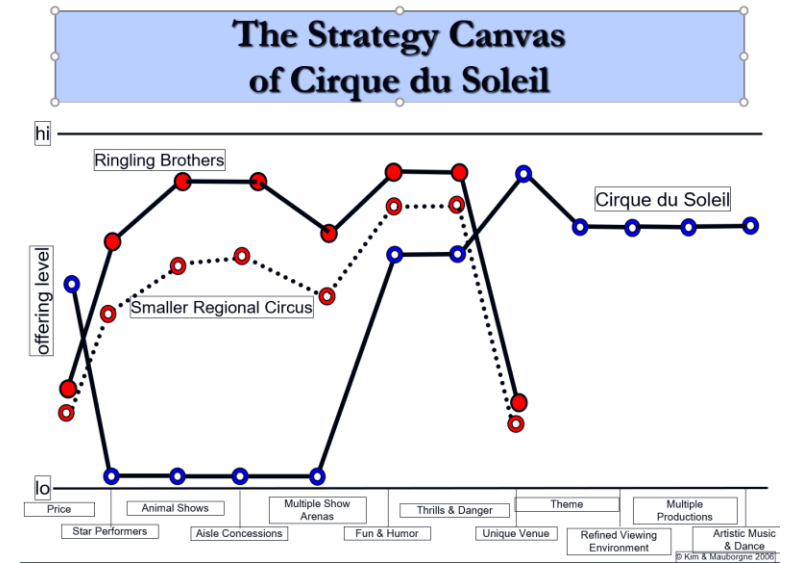 The Strategy Canvas
of Cirque du Soleil
hi
Ringling Brothers
Cirque du Soleil
offering level
Smaller Regional Circus
lo
Price
Star Performers
Animal Shows
Aisle Concessions
Multiple Show
Arenas
Fun & Humor
Thrills & Danger
Unique Venue
Theme
Refined Viewing
Environment
Multiple
Productions
Artistic Music
& Dance
© Kim & Mauborgne 2006